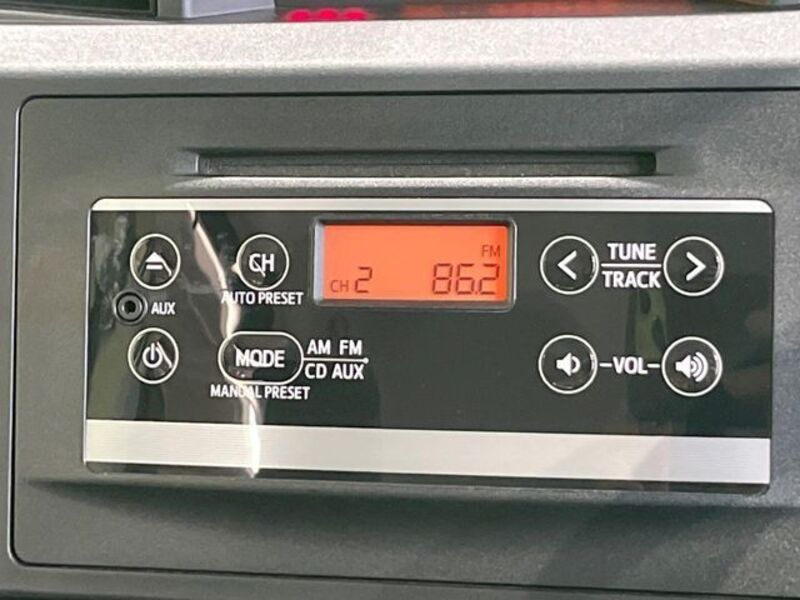 CH
AUTO PRESET
AUX
FM
CH 2 86.2
TUNE
TRACK
MODE
AM FM
CD AUX
MANUAL PRESET
VOL